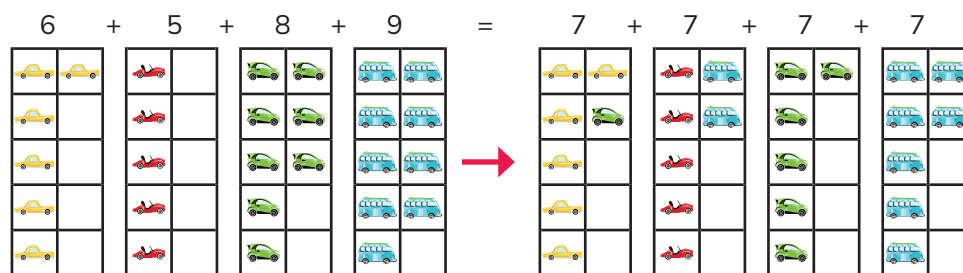 6 + 5 + 8 + 9 = 7 + 7 + 7 + 7